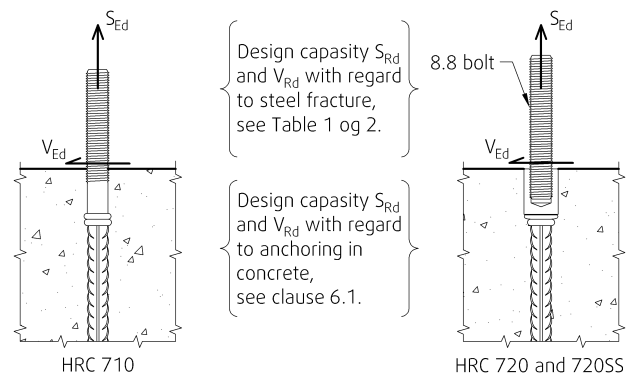 S_Ed
V_Ed
HRC 710
Design capasity S_Rd
and V_Rd with regard
to steel fracture,
see Table 1 og 2.
Design capasity S_Rd
and V_Rd with regard
to anchoring in
concrete,
see clause 6.1.
S_Ed
8.8 bolt
V_Ed
HRC 720 and 720SS